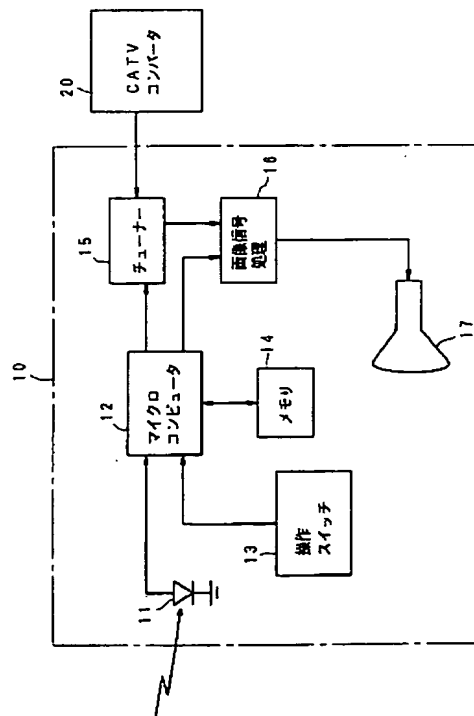 10
20
CATV
コンバータ
15
チューナー
16
画像信号
処理
12
マイクロ
コンピュータ
14
メモリ
13
操作
スイッチ
11
17